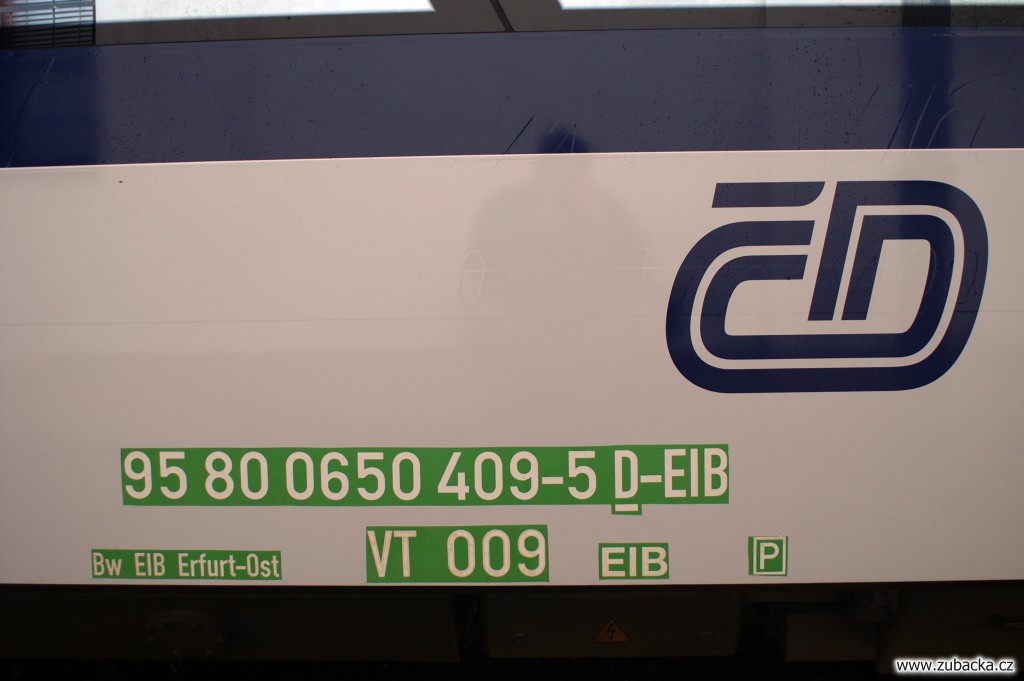 ČD
95 80 0650 409-5 D-EIB
VT 009
Bw EIB Erfurt-Ost
EIB
P
www.zubacka.cz